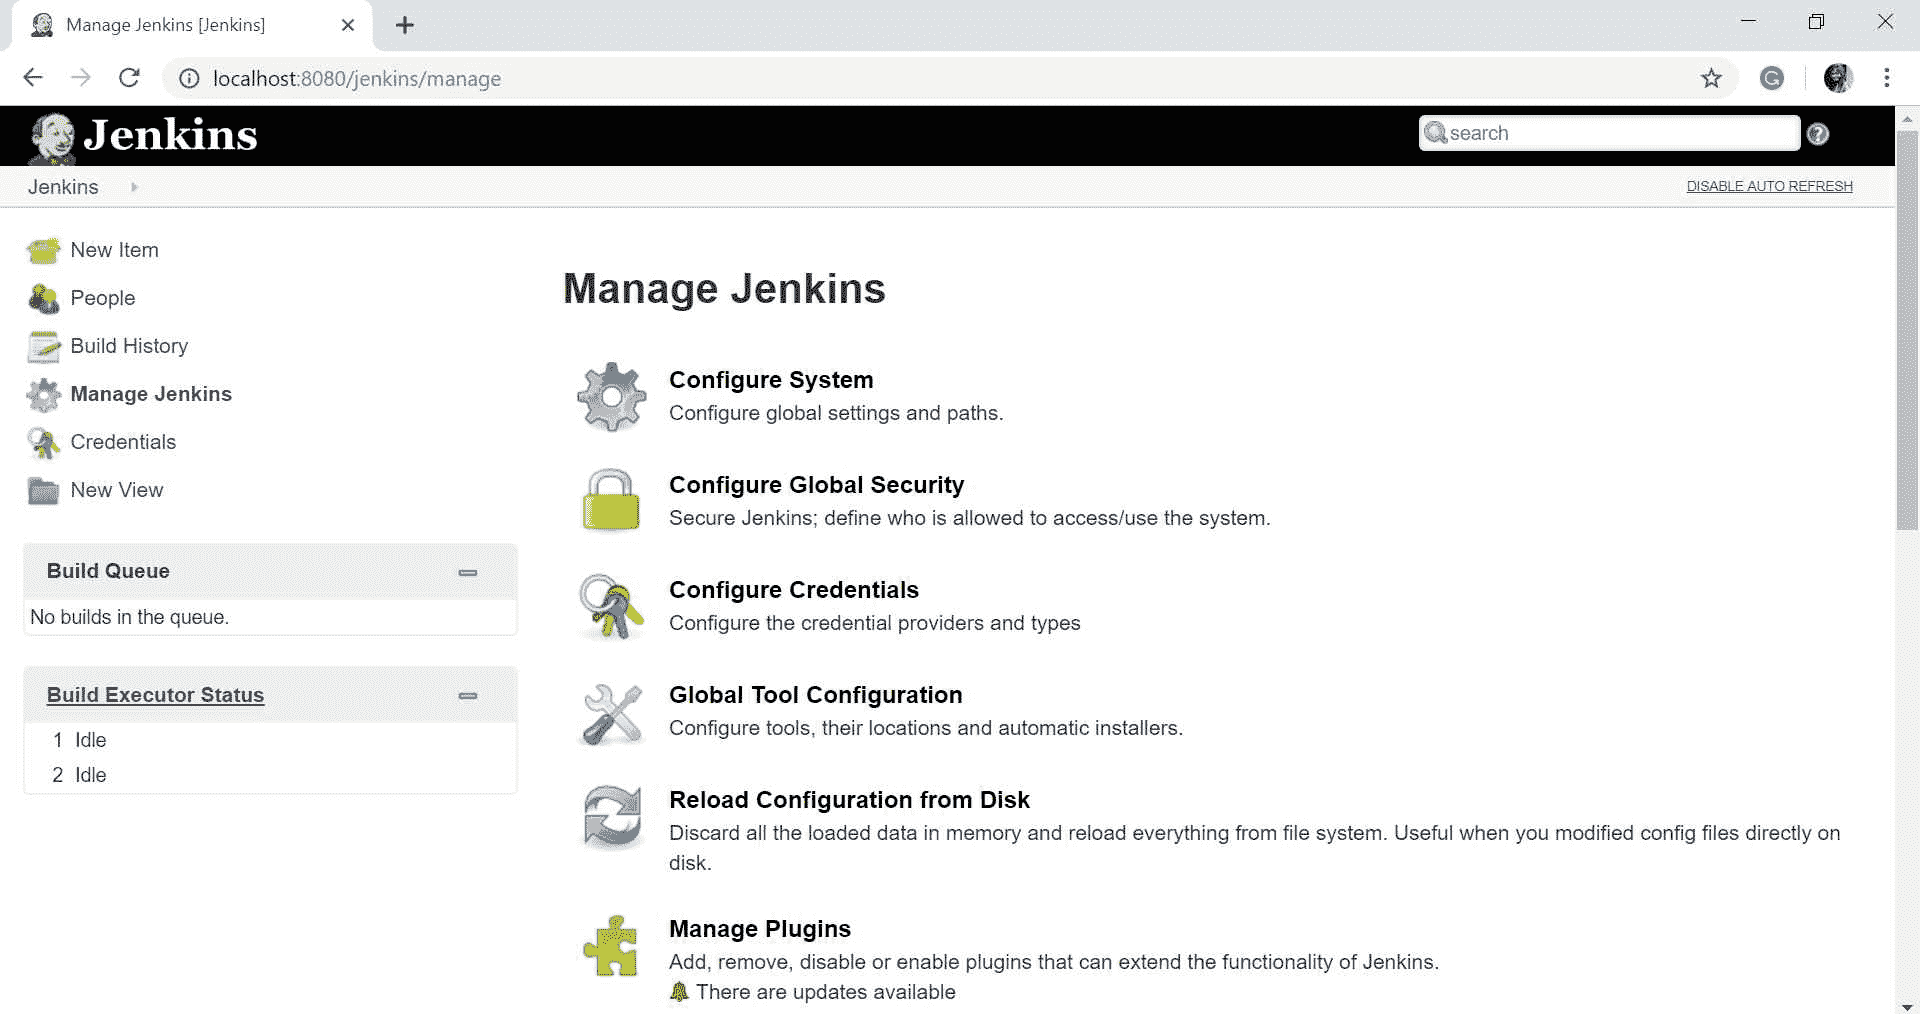 Manage Jenkins [Jenkins]
localhost:8080/jenkins/manage
Jenkins
search
Jenkins
DISABLE AUTO REFRESH
New Item
People
Build History
Manage Jenkins
Credentials
New View
Build Queue
No builds in the queue.
Build Executor Status
1 Idle
2 Idle
Manage Jenkins
Configure System
Configure global settings and paths.
Configure Global Security
Secure Jenkins; define who is allowed to access/use the system.
Configure Credentials
Configure the credential providers and types
Global Tool Configuration
Configure tools, their locations and automatic installers.
Reload Configuration from Disk
Discard all the loaded data in memory and reload everything from file system. Useful when you modified config files directly on
disk.
Manage Plugins
Add, remove, disable or enable plugins that can extend the functionality of Jenkins.
There are updates available